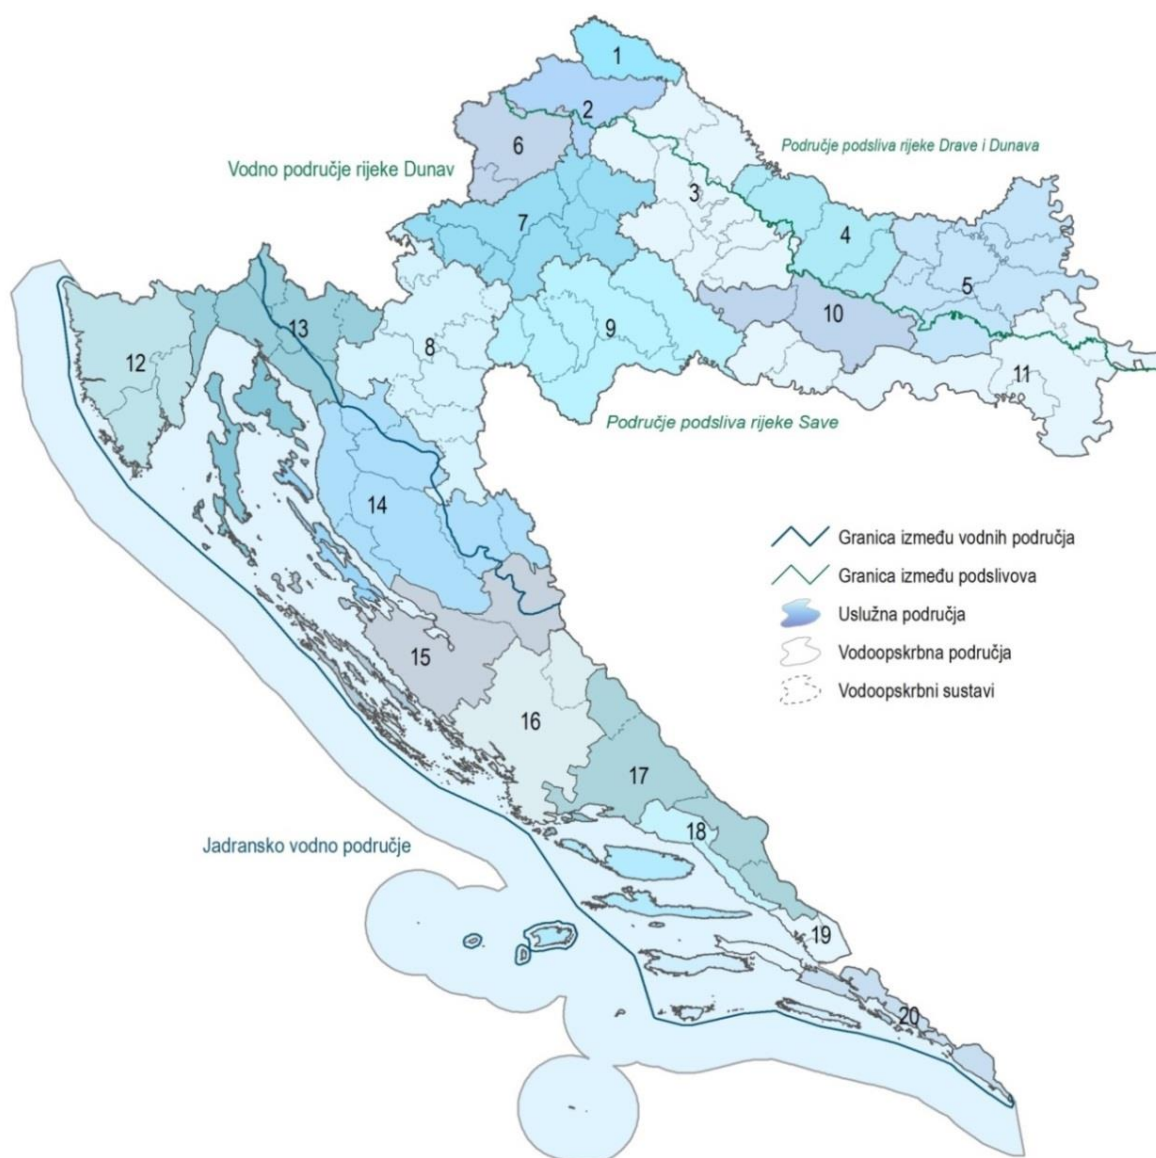 1
2
6
Područje podsliva rijeke Drave i Dunava
Vodno područje rijeke Dunav
3
7
4
5
10
13
9
8
12
11
Područje podsliva rijeke Save
14
Granica između vodnih područja
Granica između podslivova
Uslužna područja
Vodoopskrbna područja
Vodoopskrbni sustavi
15
16
17
18
Jadransko vodno područje
19
20